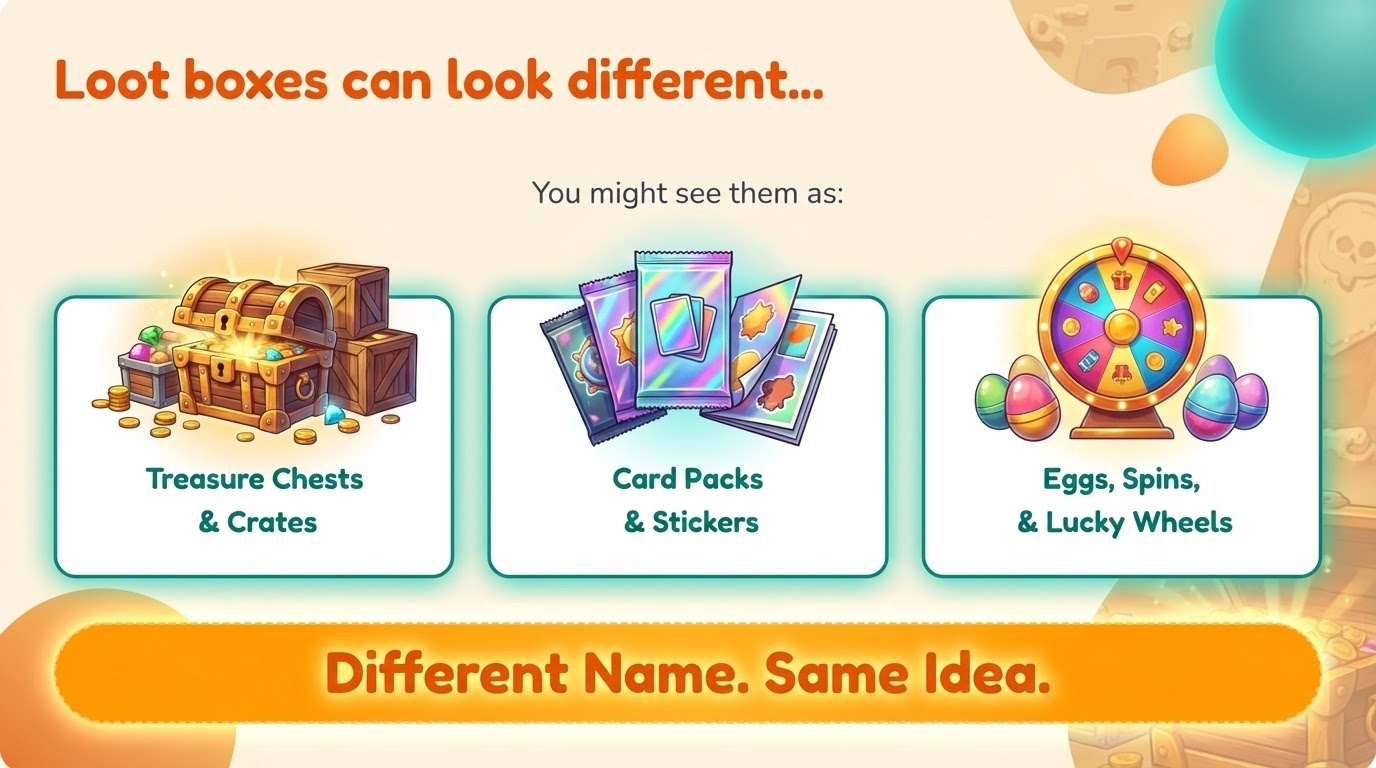 Loot boxes can look different...
You might see them as:
Treasure Chests
& Crates
Card Packs
& Stickers
Eggs, Spins,
& Lucky Wheels
Different Name. Same Idea.